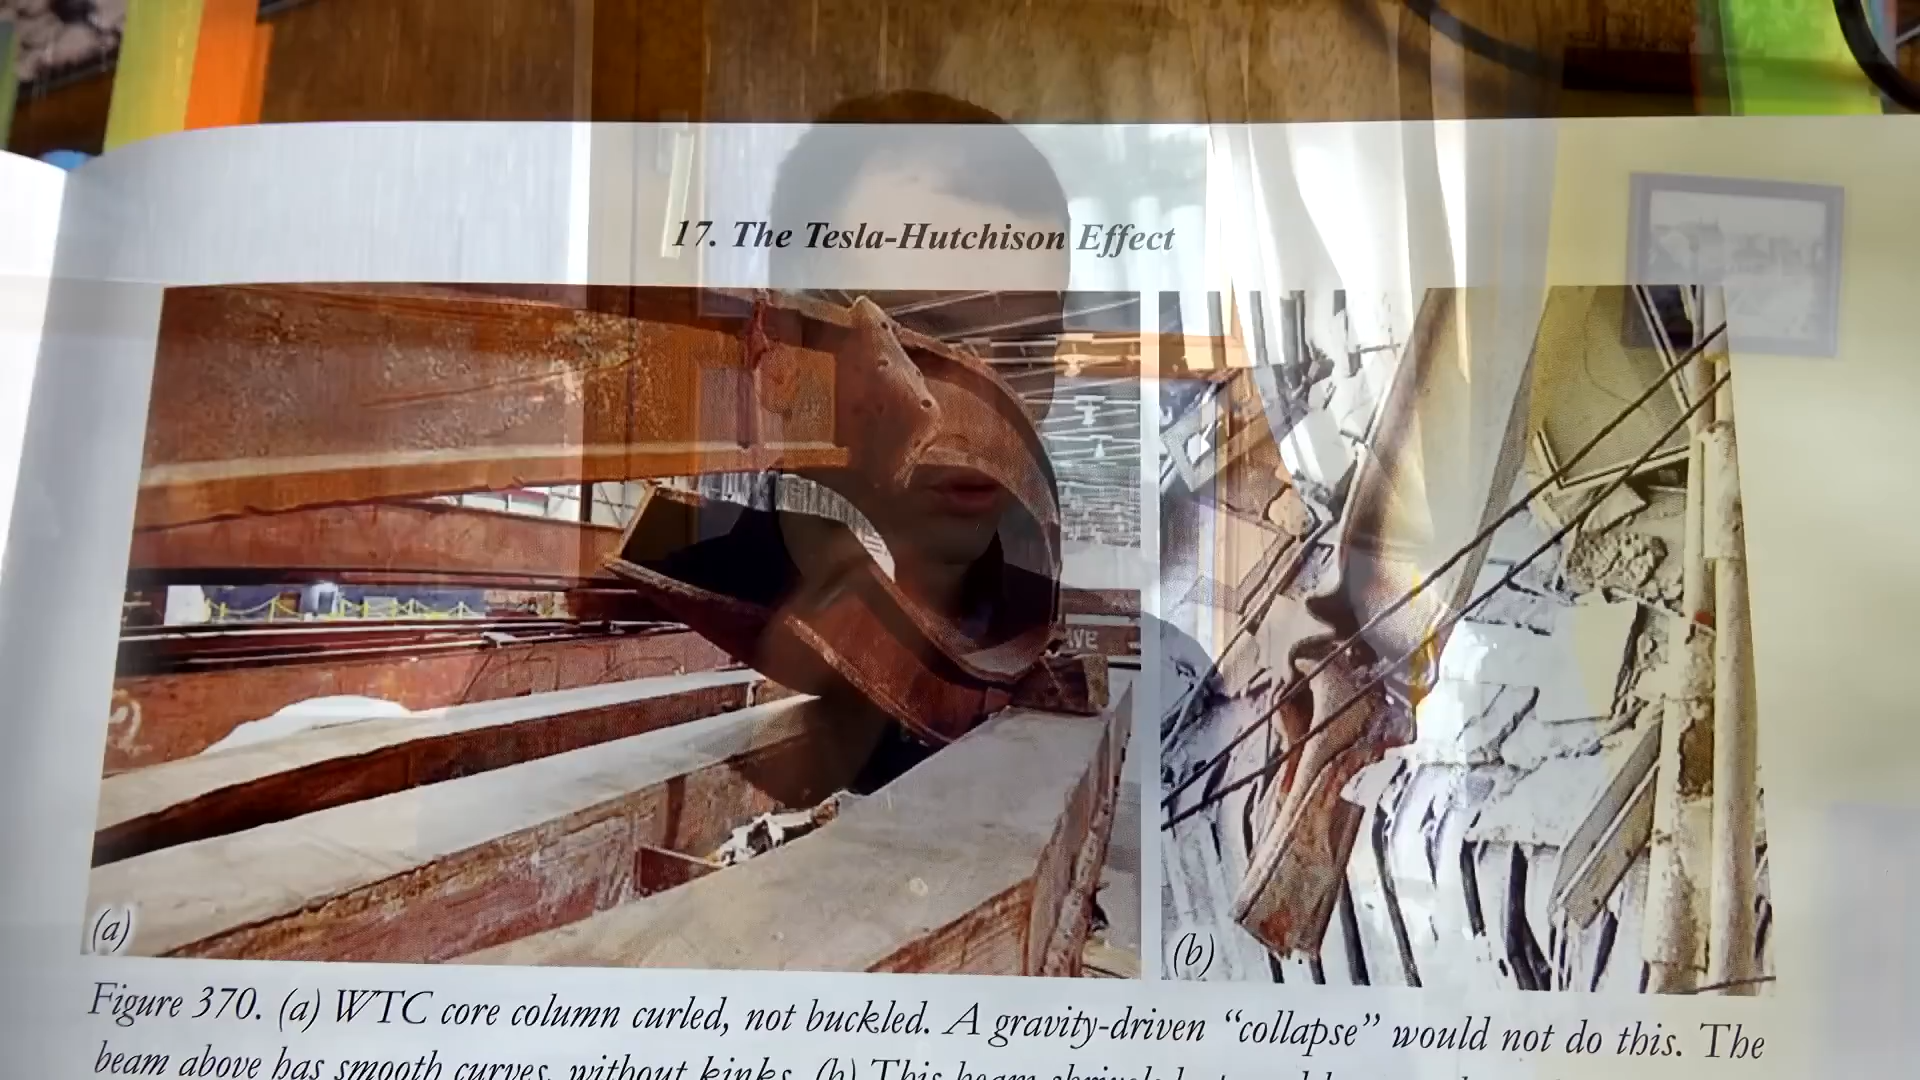 17. The Tesla-Hutchison Effect
AVE
(a)
(b)
Figure 370. (a) WTC core column curled, not buckled. A gravity-driven “collapse” would not do this. The
beam above has smooth curves, without kinks. (b) This beam